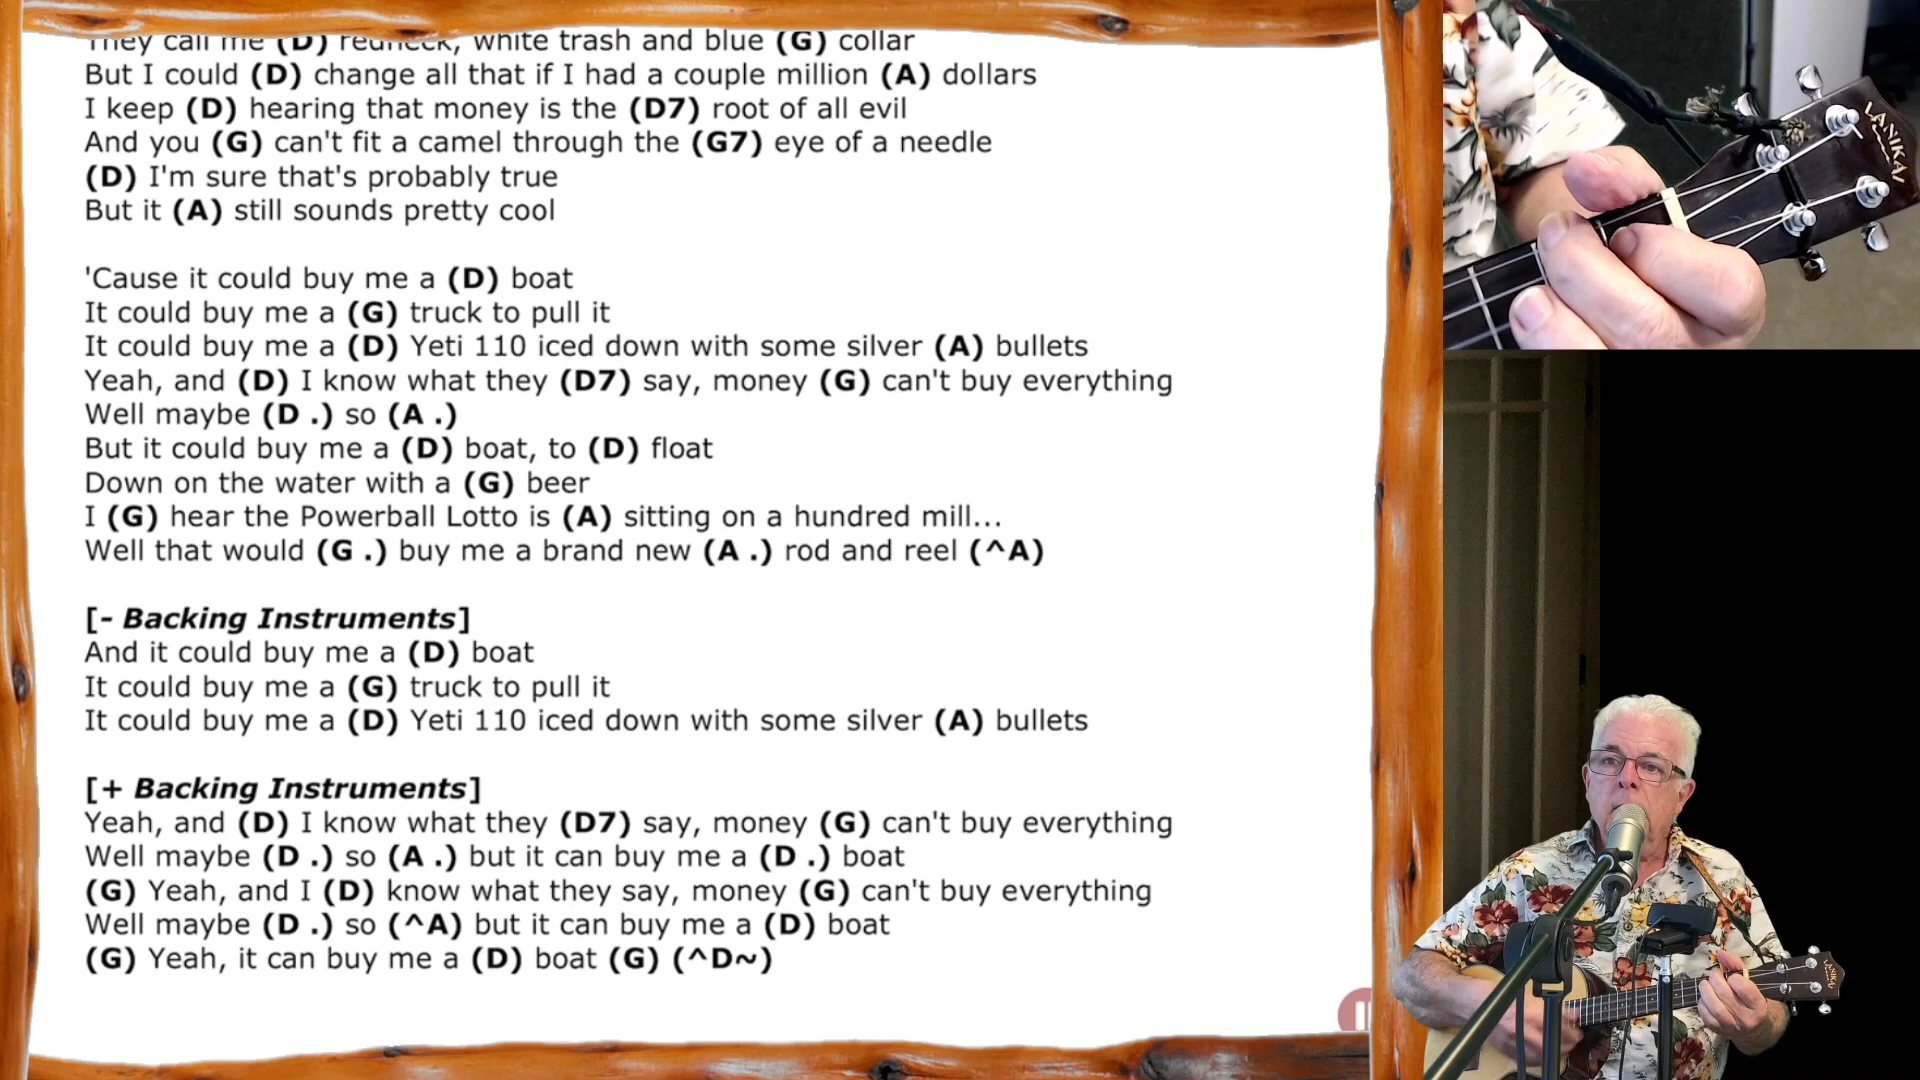 They call me (D) redneck, white trash and blue (G) collar
But I could (D) change all that if I had a couple million (A) dollars
I keep (D) hearing that money is the (D7) root of all evil
And you (G) can't fit a camel through the (G7) eye of a needle
(D) I'm sure that's probably true
But it (A) still sounds pretty cool
'Cause it could buy me a (D) boat
It could buy me a (G) truck to pull it
It could buy me a (D) Yeti 110 iced down with some silver (A) bullets
Yeah, and (D) I know what they (D7) say, money (G) can't buy everything
Well maybe (D .) so (A .)
But it could buy me a (D) boat, to (D) float
Down on the water with a (G) beer
I (G) hear the Powerball Lotto is (A) sitting on a hundred mill...
Well that would (G .) buy me a brand new (A .) rod and reel (^A)
[- Backing Instruments]
And it could buy me a (D) boat
It could buy me a (G) truck to pull it
It could buy me a (D) Yeti 110 iced down with some silver (A) bullets
[+ Backing Instruments]
Yeah, and (D) I know what they (D7) say, money (G) can't buy everything
Well maybe (D .) so (A .) but it can buy me a (D .) boat
(G) Yeah, and I (D) know what they say, money (G) can't buy everything
Well maybe (D .) so (^A) but it can buy me a (D) boat
(G) Yeah, it can buy me a (D) boat (G) (^D~)
LANIKAI
LANIKAI